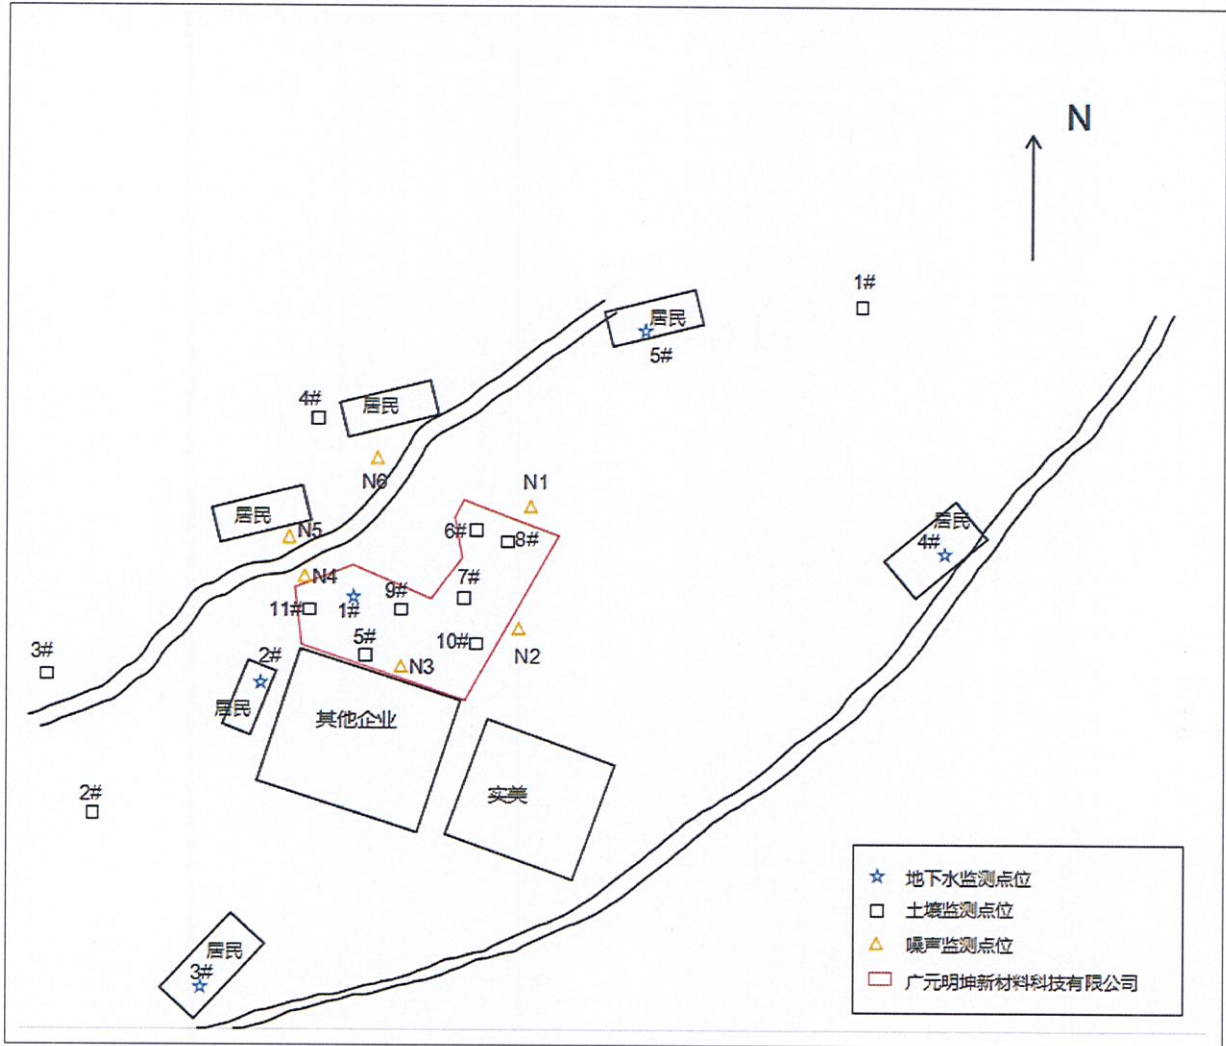 N
1#
居民
5#
4#
居民
N6
N1
居民
N5
6#
8#
居民
4#
N4
7#
9#
11#
1#
5#
10#
N2
3#
2#
N3
居民
其他企业
2#
实美
居民
3#
地下水监测点位
土壤监测点位
噪声监测点位
广元明坤新材料科技有限公司